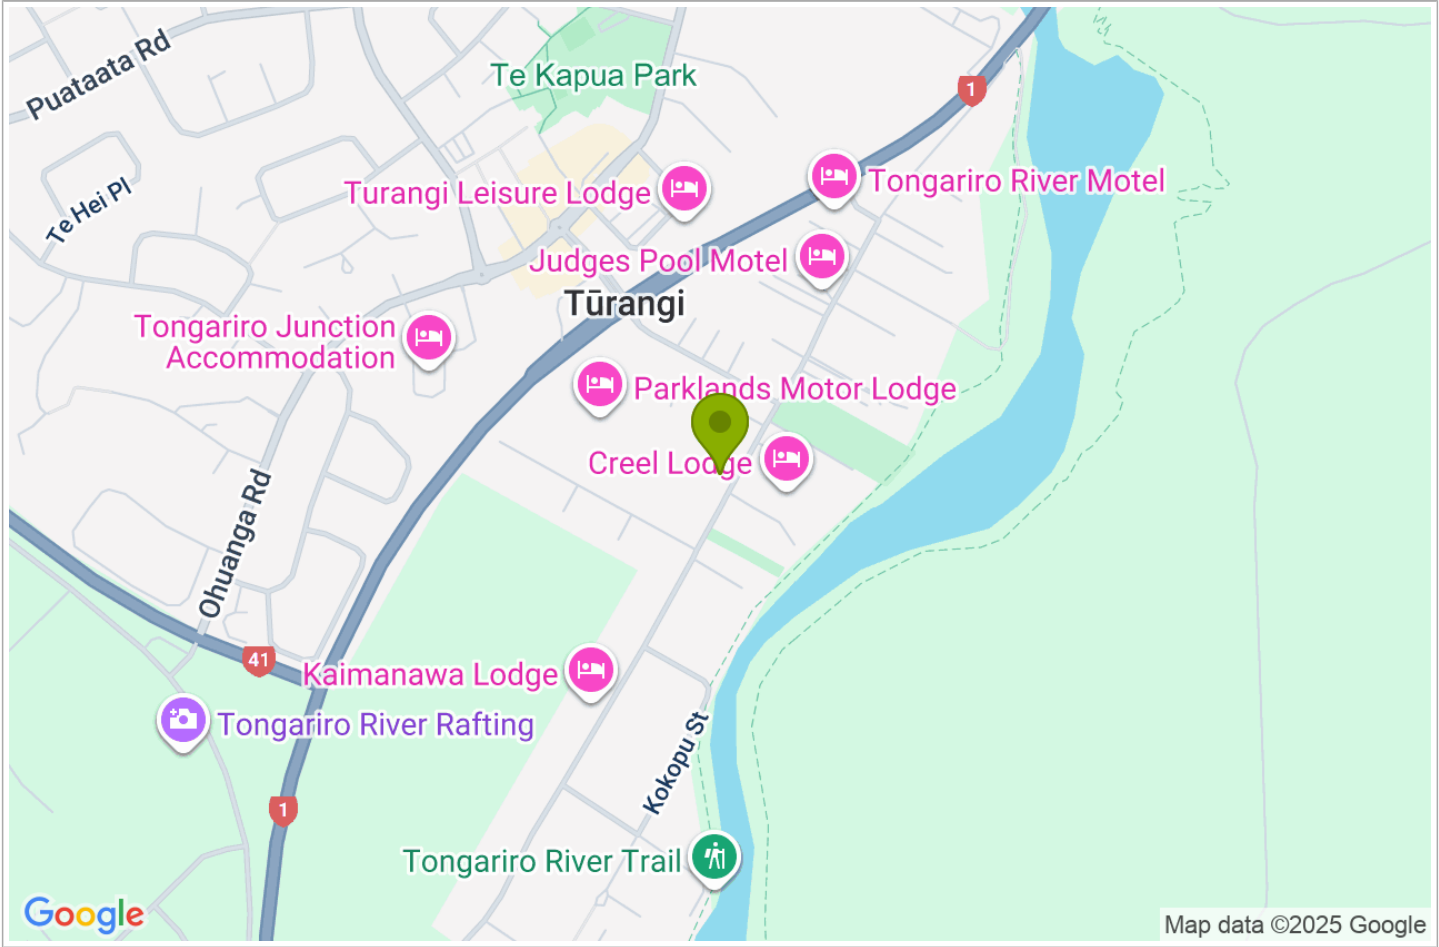 Puataata Rd
Te Kapua Park
1
Te Hei Pl
Turangi Leisure Lodge
Tongariro River Motel
Judges Pool Motel
Tūrangi
Tongariro Junction
Accommodation
Parklands Motor Lodge
Creel Lodge
Ohuanga Rd
41
Kaimanawa Lodge
Tongariro River Rafting
Kokopu St
1
Tongariro River Trail
Google
Map data ©2025 Google